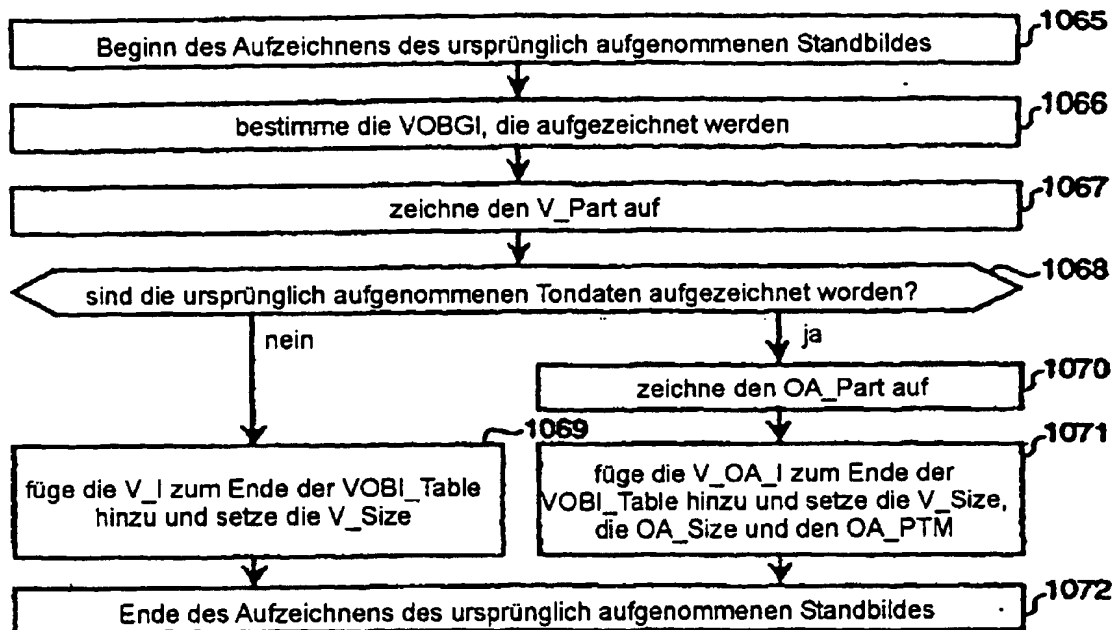 1065
Beginn des Aufzeichnens des ursprünglich aufgenommenen Standbildes
1066
bestimme die VOBGI, die aufgezeichnet werden
1067
zeichne den V_Part auf
1068
sind die ursprünglich aufgenommenen Tondaten aufgezeichnet worden?
nein
ja
1070
zeichne den OA_Part auf
1069
füge die V_I zum Ende der VOBI_Table
hinzu und setze die V_Size
1071
füge die V_OA_I zum Ende der
VOBI_Table hinzu und setze die V_Size,
die OA_Size und den OA_PTM
1072
Ende des Aufzeichnens des ursprünglich aufgenommenen Standbildes